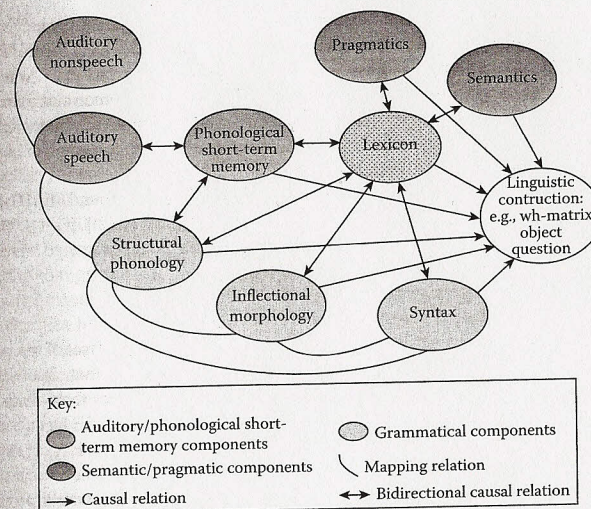 Auditory
nonspeech
Pragmatics
Semantics
Auditory
speech
Phonological
short-term
memory
Lexicon
Linguistic
contruction:
e.g., wh-matrix
object
question
Structural
phonology
Inflectional
morphology
Syntax
Key:
Auditory/phonological short-
term memory components
Semantic/pragmatic components
Causal relation
Grammatical components
Mapping relation
Bidirectional causal relation